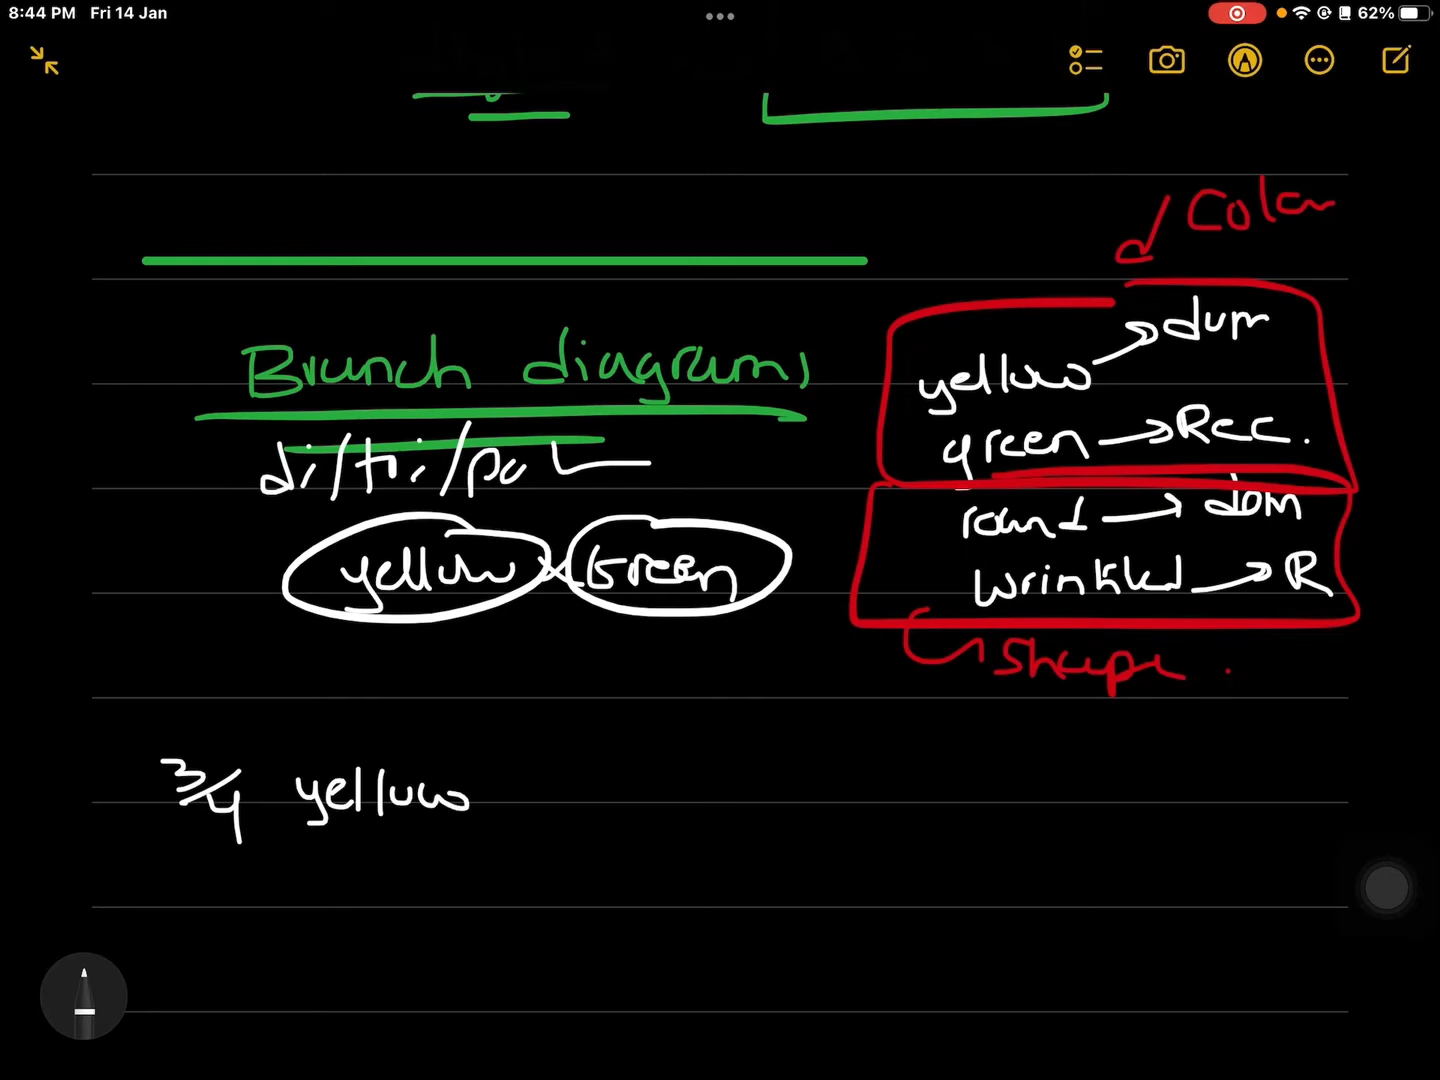 8:44 PM Fri 14 Jan
62%
Color
Branch diagrams
yellow → dom
green → Rec.
di/tri/pol
round → dom
wrinkled → R
yellow x Green
Shape.
3/4 yellow